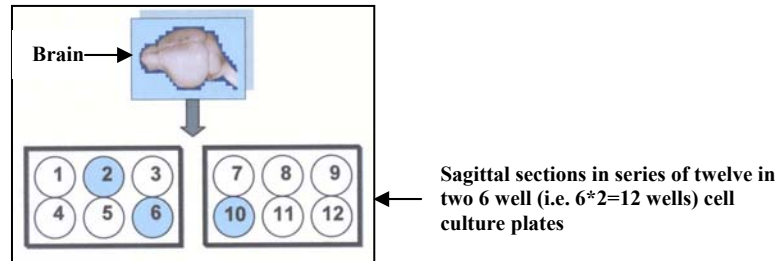 Brain
1 2 3 7 8 9
4 5 6 10 11 12
Sagittal sections in series of twelve in
two 6 well (i.e. 6*2=12 wells) cell
culture plates